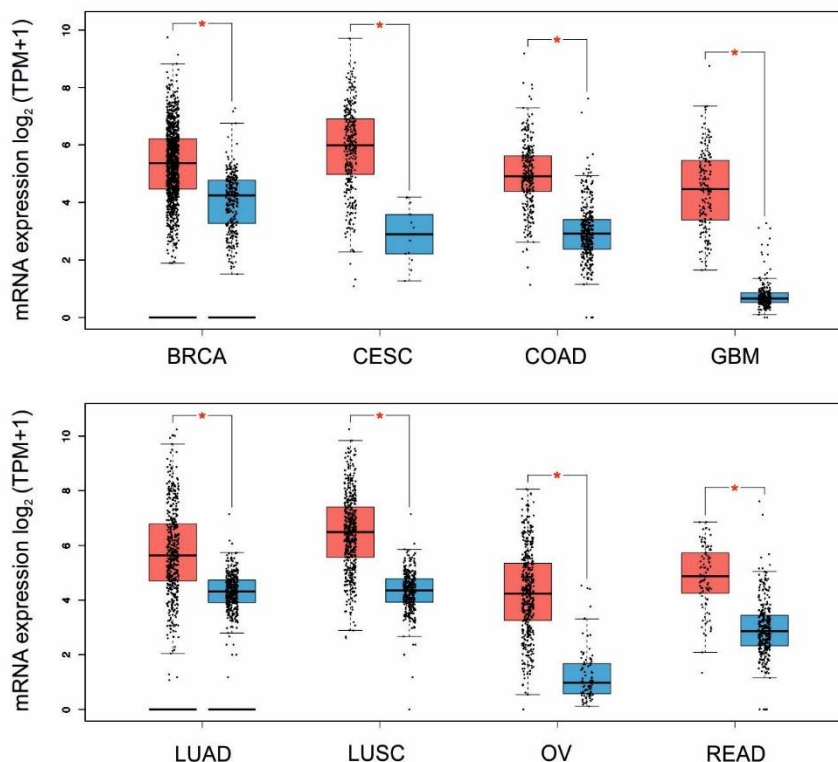 mRNA expression log₂ (TPM+1)
10
8
6
4
2
0
* * * *
BRCA CESC COAD GBM
mRNA expression log₂ (TPM+1)
10
8
6
4
2
0
* * * *
LUAD LUSC OV READ